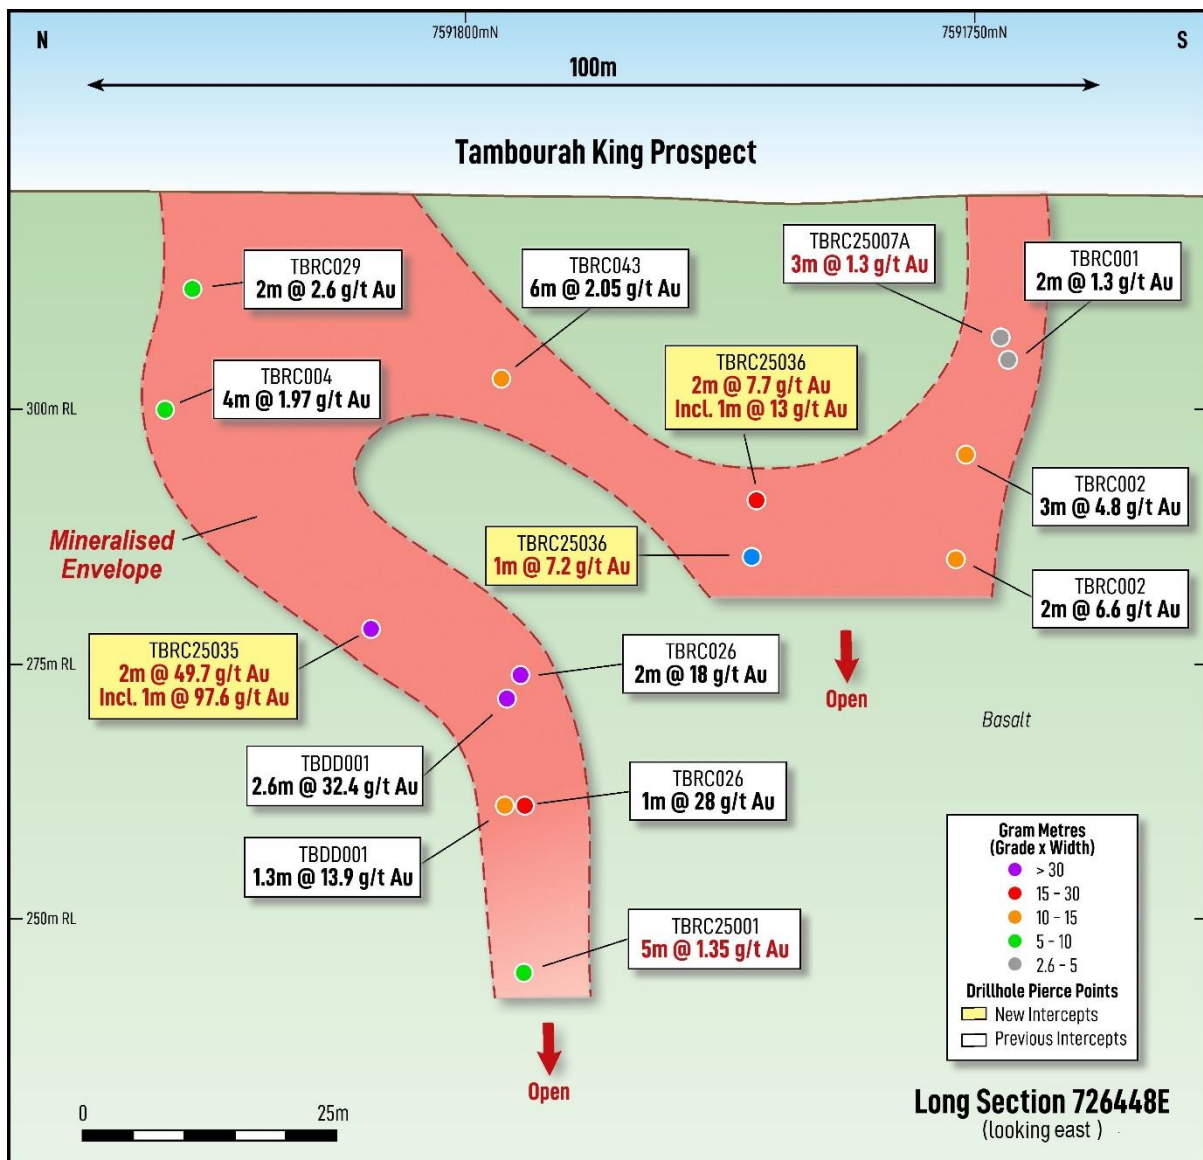 N
7591800mN
7591750mN
S
100m
Tambourah King Prospect
TBRC029
2m @ 2.6 g/t Au
TBRC043
6m @ 2.05 g/t Au
TBRC25007A
3m @ 1.3 g/t Au
TBRC001
2m @ 1.3 g/t Au
TBRC004
4m @ 1.97 g/t Au
TBRC25036
2m @ 7.7 g/t Au
Incl. 1m @ 13 g/t Au
300m RL
TBRC002
3m @ 4.8 g/t Au
Mineralised
Envelope
TBRC25036
1m @ 7.2 g/t Au
TBRC002
2m @ 6.6 g/t Au
TBRC25035
2m @ 49.7 g/t Au
Incl. 1m @ 97.6 g/t Au
275m RL
TBRC026
2m @ 18 g/t Au
Open
Basalt
TBDD001
2.6m @ 32.4 g/t Au
TBRC026
1m @ 28 g/t Au
TBDD001
1.3m @ 13.9 g/t Au
Gram Metres
(Grade x Width)
> 30
15 - 30
10 - 15
5 - 10
2.6 - 5
Drillhole Pierce Points
New Intercepts
Previous Intercepts
250m RL
TBRC25001
5m @ 1.35 g/t Au
Open
0
25m
Long Section 726448E
(looking east )